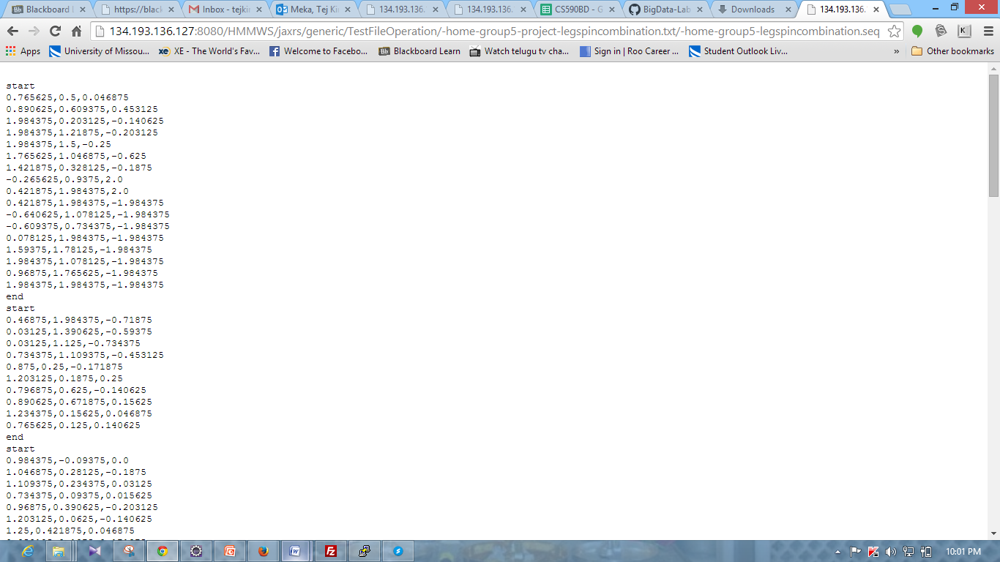 Blackboard L
https://blac
Inbox - tejkir
Meka, Tej Kir
134.193.136.
134.193.136.
CS590BD - G
BigData-Lab
Downloads
134.193.136.
134.193.136.127:8080/HMMWS/jaxrs/generic/TestFileOperation/-home-group5-project-legspincombination.txt/-home-group5-legspincombination.seq
Apps
University of Missou...
XE - The World's Fav...
Welcome to Facebo...
Bb Blackboard Learn
Watch telugu tv cha...
Sign in | Roo Career ...
Student Outlook Liv...
»
Other bookmarks
start
0.765625,0.5,0.046875
0.890625,0.609375,0.453125
1.984375,0.203125,-0.140625
1.984375,1.21875,-0.203125
1.984375,1.5,-0.25
1.765625,1.046875,-0.625
1.421875,0.328125,-0.1875
-0.265625,0.9375,2.0
0.421875,1.984375,2.0
0.421875,1.984375,-1.984375
-0.640625,1.078125,-1.984375
-0.609375,0.734375,-1.984375
0.078125,1.984375,-1.984375
1.59375,1.78125,-1.984375
1.984375,1.078125,-1.984375
0.96875,1.765625,-1.984375
1.984375,1.984375,-1.984375
end
start
0.46875,1.984375,-0.71875
0.03125,1.390625,-0.59375
0.03125,1.125,-0.734375
0.734375,1.109375,-0.453125
0.875,0.25,-0.171875
1.203125,0.1875,0.25
0.796875,0.625,-0.140625
0.890625,0.671875,0.15625
1.234375,0.15625,0.046875
0.765625,0.125,0.140625
end
start
0.984375,-0.09375,0.0
1.046875,0.28125,-0.1875
1.109375,0.234375,0.03125
0.734375,0.09375,0.015625
0.96875,0.390625,-0.203125
1.203125,0.0625,-0.140625
1.25,0.421875,0.046875
10:01 PM